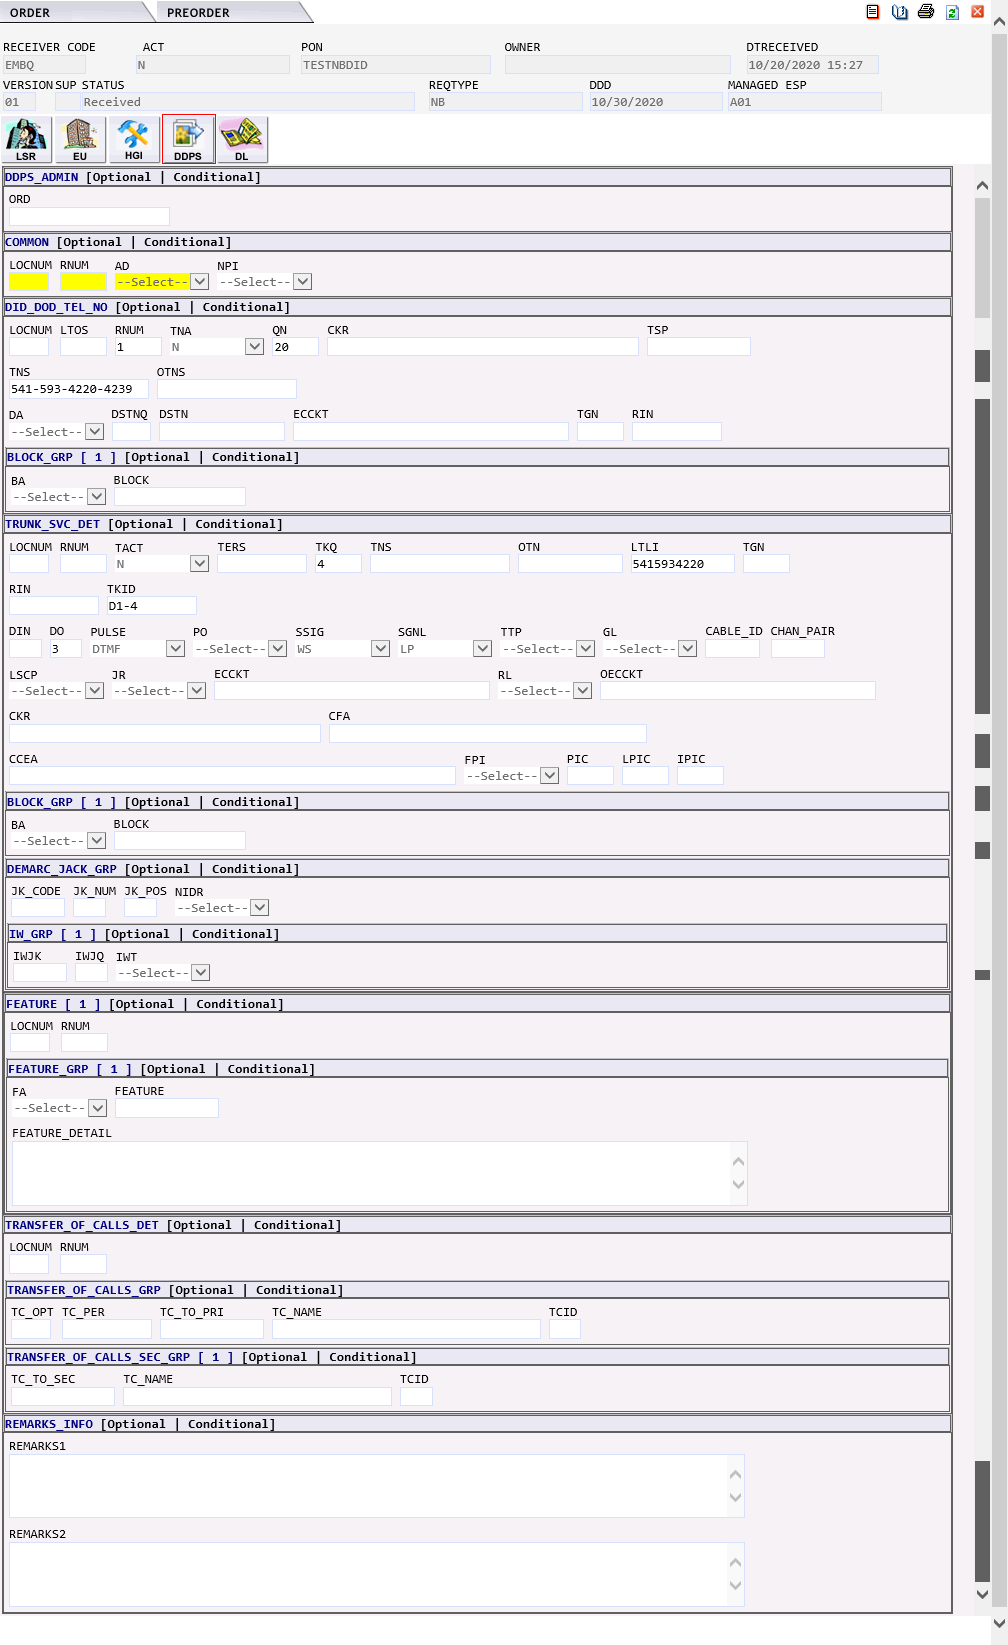 ORDER PREORDER
RECEIVER CODE ACT PON OWNER DTRECEIVED
EMBQ N TESTNBDID 10/20/2020 15:27
VERSION SUP STATUS REQTYPE DDD MANAGED ESP
01 Received NB 10/30/2020 A01
LSR EU HGI DDPS DL
DDPS_ADMIN [Optional | Conditional]
ORD
COMMON [Optional | Conditional]
LOCNUM RNUM AD NPI
--Select-- --Select--
DID_DOD_TEL_NO [Optional | Conditional]
LOCNUM LTOS RNUM TNA QN CKR TSP
1 N 20
TNS OTNS
541-593-4220-4239
DA DSTNQ DSTN ECCKT TGN RIN
--Select--
BLOCK_GRP [ 1 ] [Optional | Conditional]
BA BLOCK
--Select--
TRUNK_SVC_DET [Optional | Conditional]
LOCNUM RNUM TACT TERS TKQ TNS OTN LTLI TGN
N 4 5415934220
RIN TKID
D1-4
DIN DO PULSE PO SSIG SGNL TTP GL CABLE_ID CHAN_PAIR
3 DTMF --Select-- WS LP --Select-- --Select--
LSCP JR ECCKT RL OECCKT
--Select-- --Select-- --Select--
CKR CFA
CCEA FPI PIC LPIC IPIC
--Select--
BLOCK_GRP [ 1 ] [Optional | Conditional]
BA BLOCK
--Select--
DEMARC_JACK_GRP [Optional | Conditional]
JK_CODE JK_NUM JK_POS NIDR
--Select--
IW_GRP [ 1 ] [Optional | Conditional]
IWJK IWJQ IWT
--Select--
FEATURE [ 1 ] [Optional | Conditional]
LOCNUM RNUM
FEATURE_GRP [ 1 ] [Optional | Conditional]
FA FEATURE
--Select--
FEATURE_DETAIL
TRANSFER_OF_CALLS_DET [Optional | Conditional]
LOCNUM RNUM
TRANSFER_OF_CALLS_GRP [Optional | Conditional]
TC_OPT TC_PER TC_TO_PRI TC_NAME TCID
TRANSFER_OF_CALLS_SEC_GRP [ 1 ] [Optional | Conditional]
TC_TO_SEC TC_NAME TCID
REMARKS_INFO [Optional | Conditional]
REMARKS1
REMARKS2